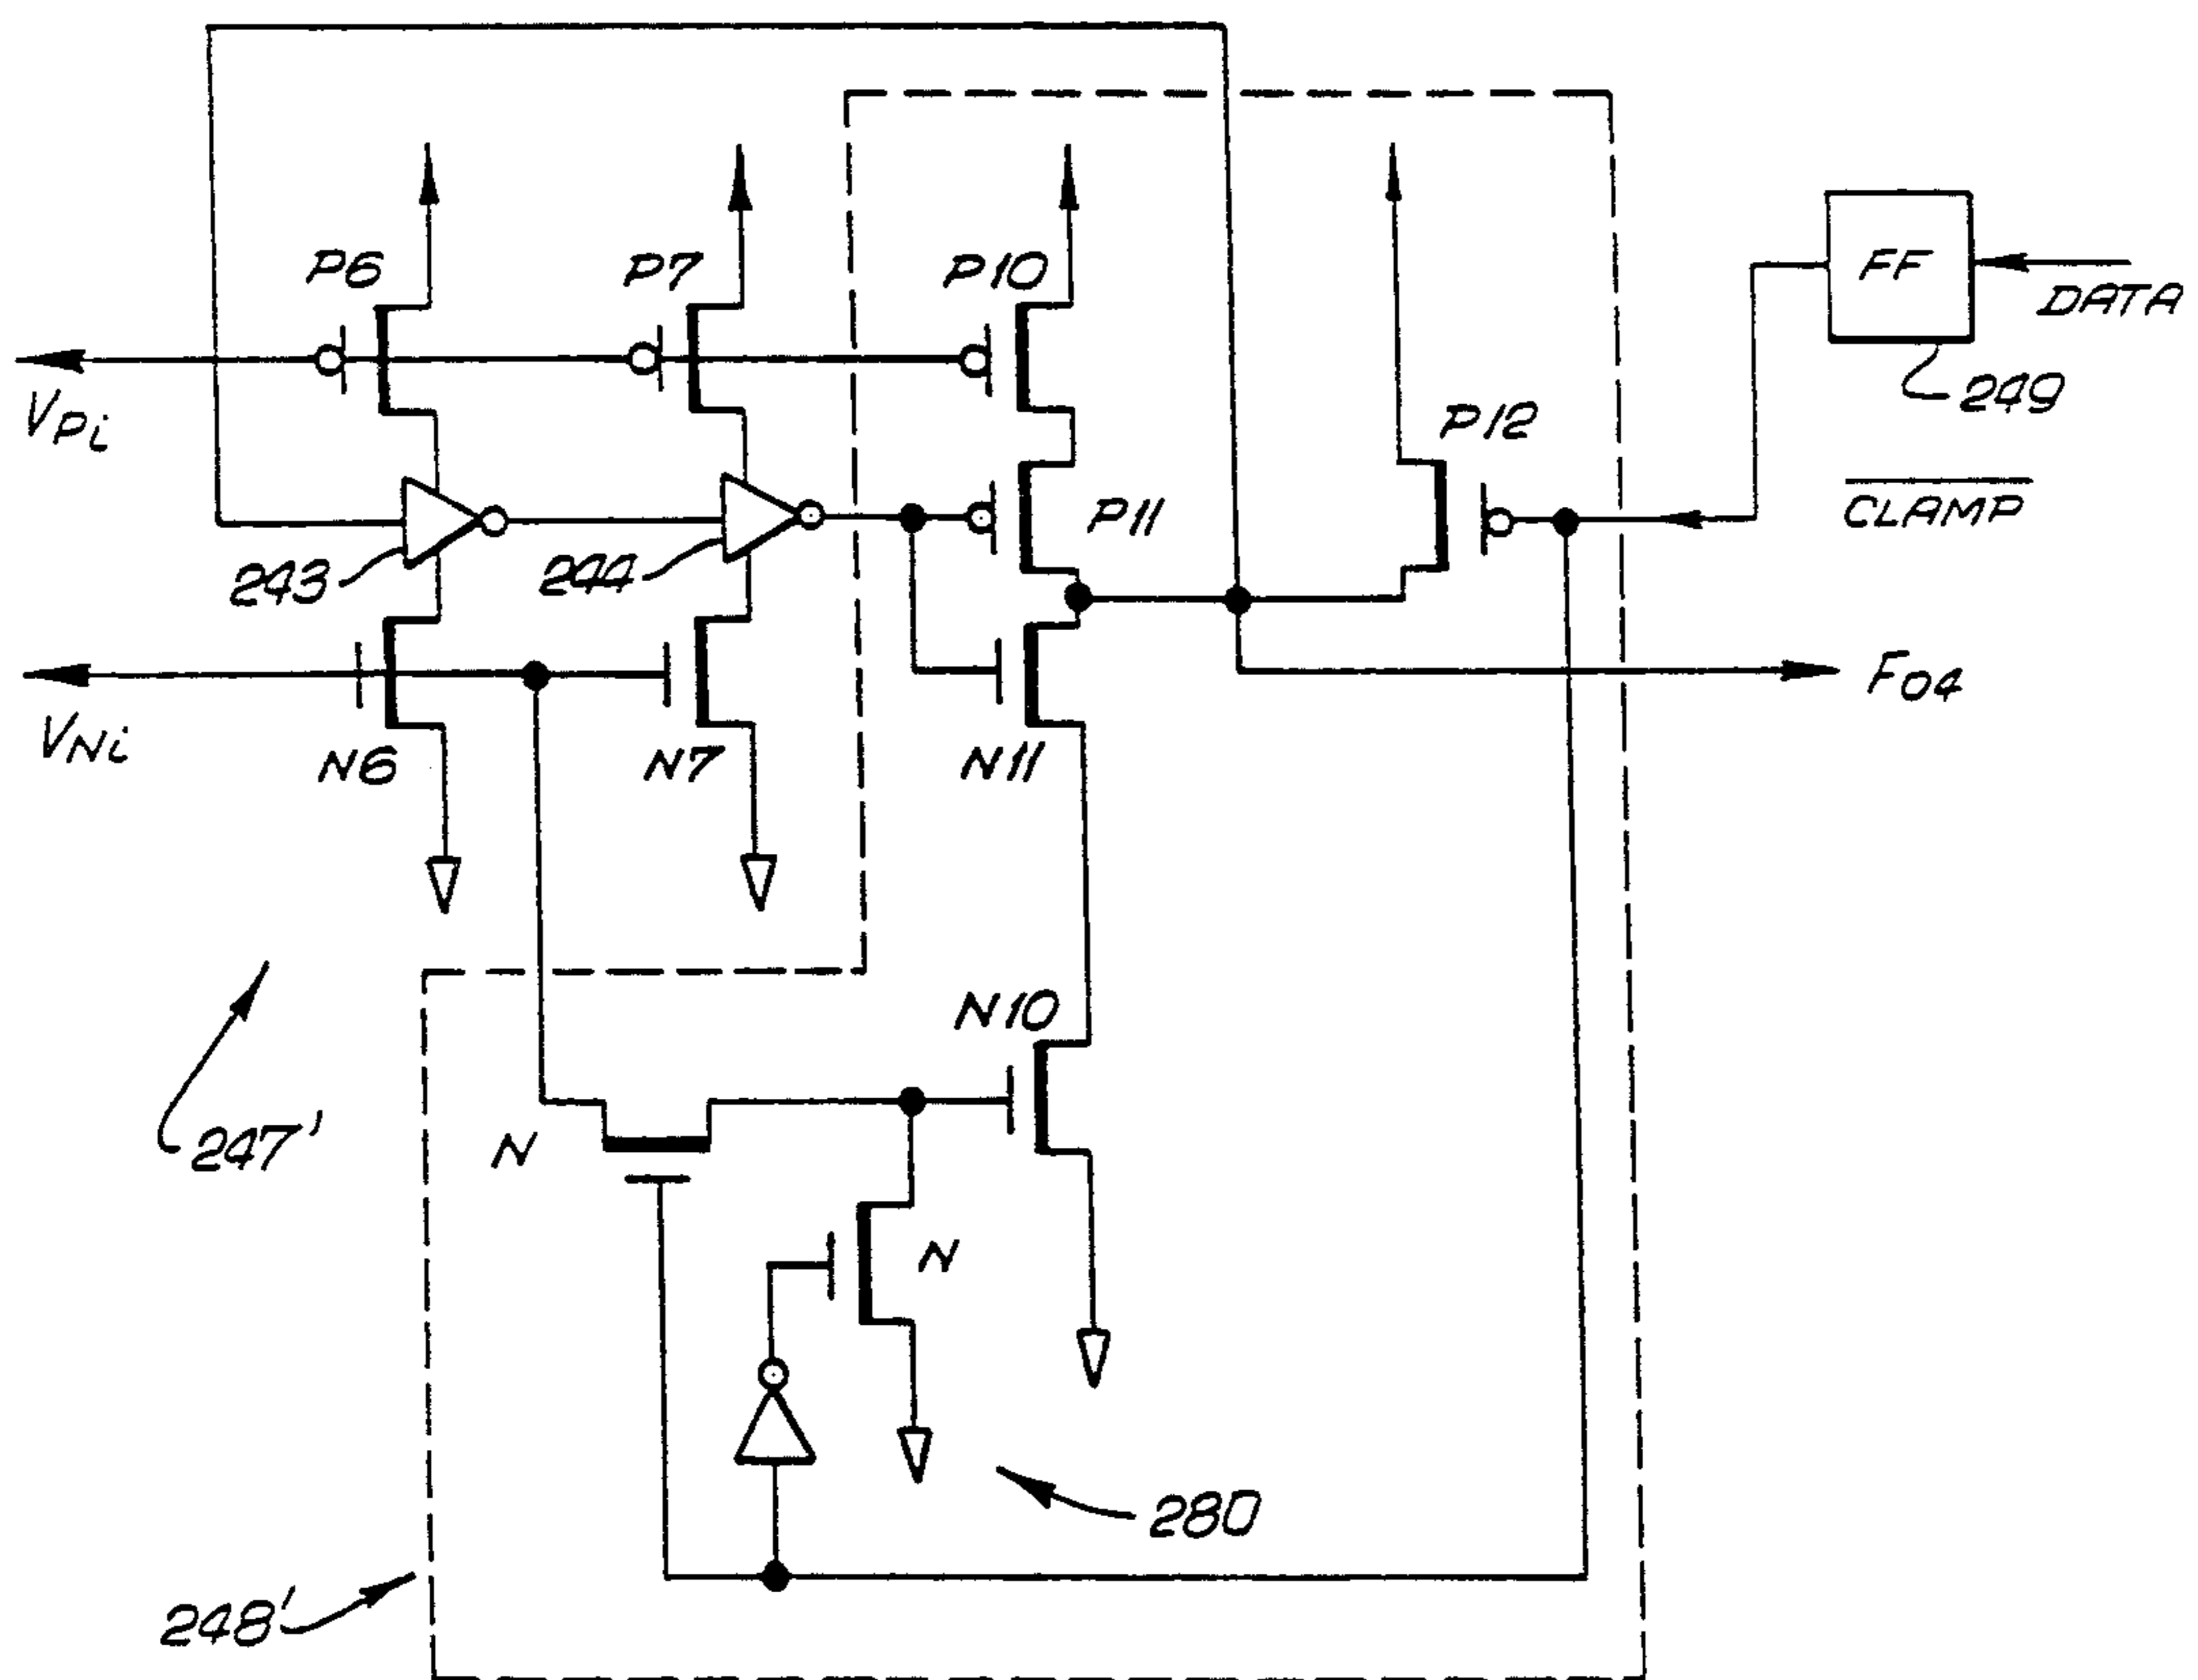 P6
P7
P10
FF
DATA
249
VPi
P12
CLAMP
P11
243
244
F04
VNi
N6
N7
N11
N10
247'
N
N
280
248'